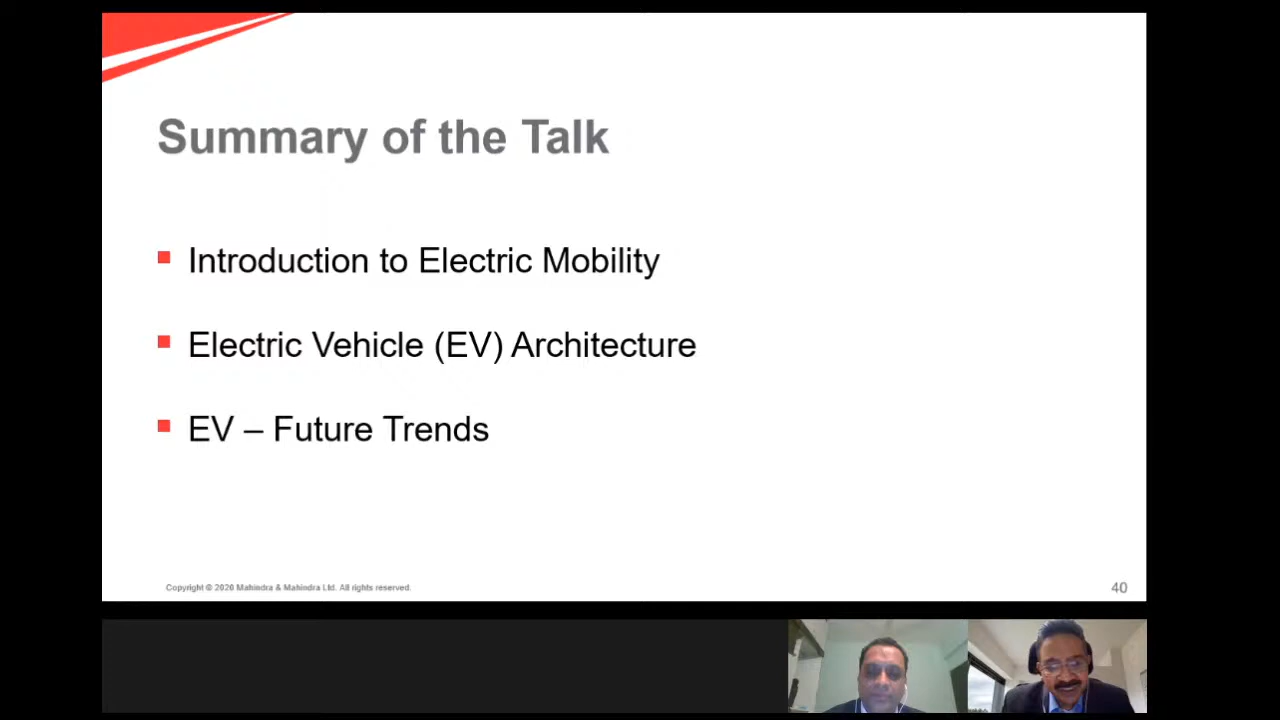 Summary of the Talk
Introduction to Electric Mobility
Electric Vehicle (EV) Architecture
EV – Future Trends
Copyright © 2020 Mahindra & Mahindra Ltd. All rights reserved.
40